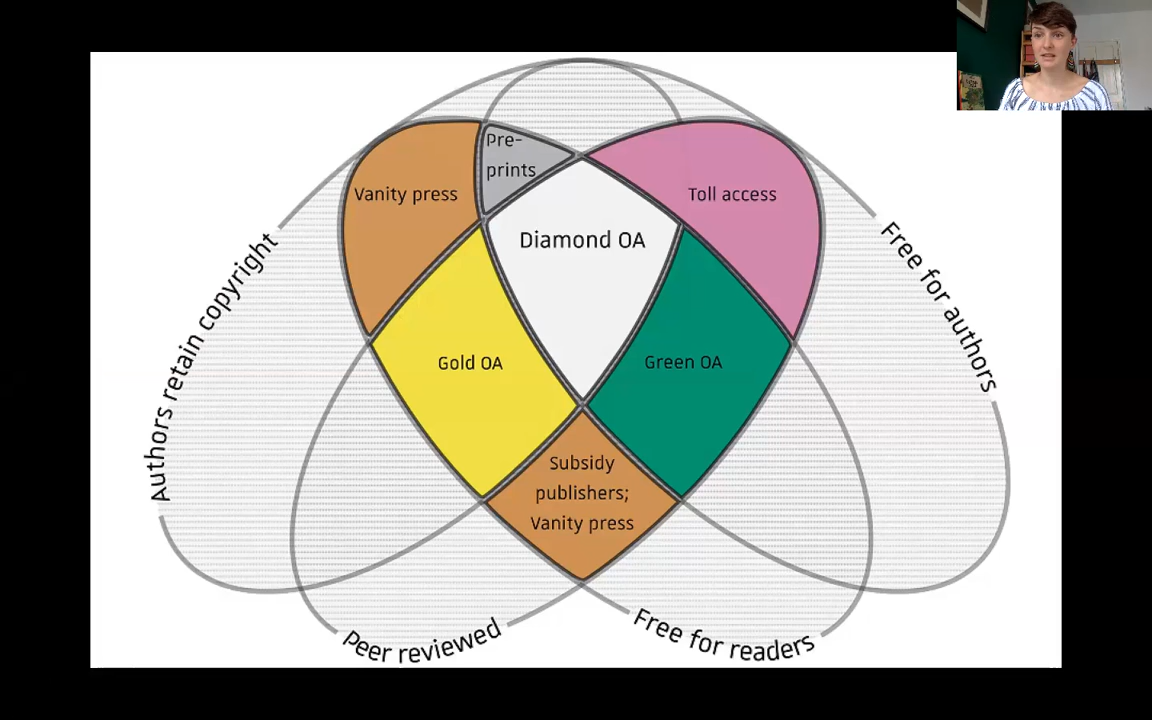 Pre-
prints
Vanity press
Toll access
Diamond OA
Authors retain copyright
Free for authors
Gold OA
Green OA
Subsidy
publishers;
Vanity press
Peer reviewed
Free for readers